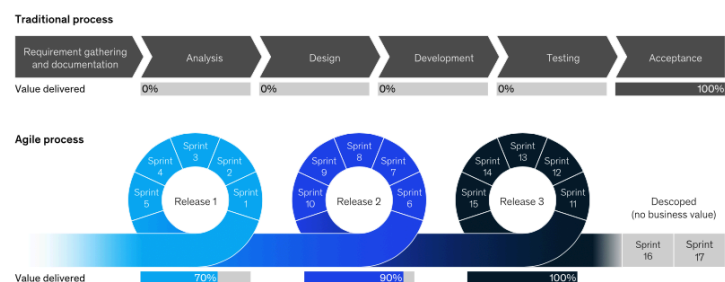 Traditional process
Requirement gathering
and documentation
Analysis
Design
Development
Testing
Acceptance
Value delivered
0%
0%
0%
0%
100%
Agile process
Sprint
1
Sprint
2
Sprint
3
Sprint
4
Sprint
5
Release 1
Sprint
6
Sprint
7
Sprint
8
Sprint
9
Sprint
10
Release 2
Sprint
11
Sprint
12
Sprint
13
Sprint
14
Sprint
15
Release 3
Descoped
(no business value)
Sprint
16
Sprint
17
Value delivered
70%
90%
100%